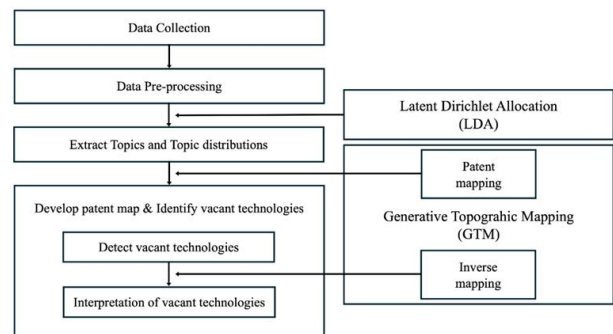 Data Collection
Data Pre-processing
Latent Dirichlet Allocation
(LDA)
Extract Topics and Topic distributions
Patent
mapping
Develop patent map & Identify vacant technologies
Generative Topograhic Mapping
(GTM)
Detect vacant technologies
Inverse
mapping
Interpretation of vacant technologies